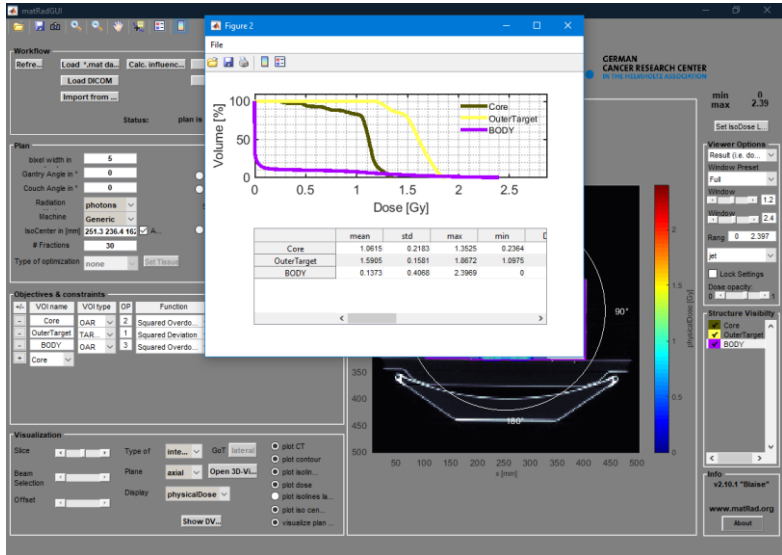 matRadGUI
Figure 2
File
Workflow
Refre...
Load *.mat da...
Calc. influenc...
Load DICOM
Import from ...
Status:
plan is
GERMAN
CANCER RESEARCH CENTER
IN THE HELMHOLTZ ASSOCIATION
min 0
max 2.39
Set IsoDose L...
Volume [%]
100
50
0
0 0.5 1 1.5 2 2.5
Dose [Gy]
Core
OuterTarget
BODY
mean std max min D
Core 1.0615 0.2183 1.3525 0.2364
OuterTarget 1.5905 0.1581 1.8672 1.0975
BODY 0.1373 0.4068 2.3969 0
Plan
bixel width in 5
Gantry Angle in ° 0
Couch Angle in ° 0
Radiation photons
Machine Generic
IsoCenter in [mm] 251.3 236.4 162 A...
# Fractions 30
Type of optimization none Set Tissue
Objectives & constraints
+/- VOI name VOI type OP Function
- Core OAR 2 Squared Overdo...
- OuterTarget TAR... 1 Squared Deviation
- BODY OAR 3 Squared Overdo...
+ Core
Visualization
Slice
Beam
Selection
Offset
Type of inte... GoT lateral
Plane axial Open 3D-Vi...
Display physicalDose
Show DV...
plot CT
plot contour
plot isolin...
plot dose
plot isolines la...
plot iso cen...
visualize plan ...
90°
180°
350
400
450
500
50 100 150 200 250 300 350 400 450 500
x [mm]
2
1.5
1
0.5
0
physicalDose [Gy]
Viewer Options
Result (i.e. do...
Window Preset
Full
Window
1.2
Window
2.4
Rang 0 2.397
jet
Lock Settings
Dose opacity:
0 1
Structure Visibilty
Core
OuterTarget
BODY
Info
v2.10.1 "Blaise"
www.matRad.org
About